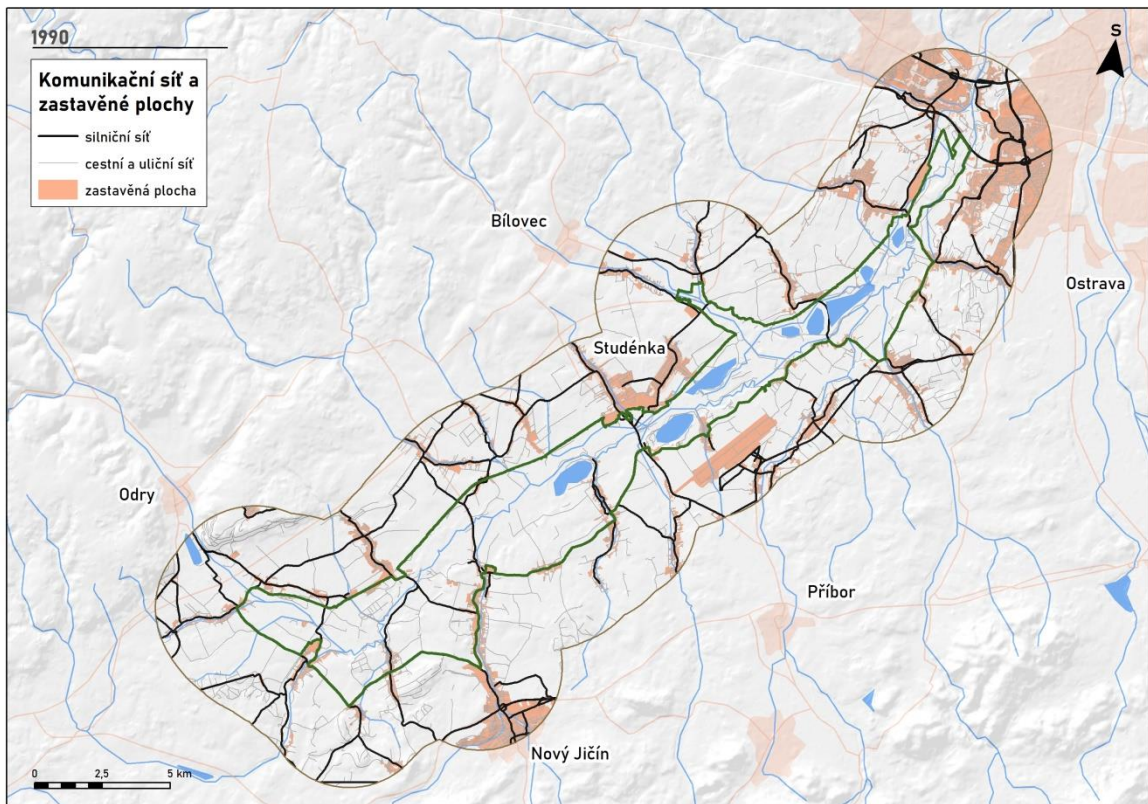 1990
Komunikační síť a
zastavěné plochy
silniční síť
cestní a uliční síť
zastavěná plocha
S
Bílovec
Ostrava
Studénka
Odry
Příbor
Nový Jičín
0 2,5 5 km